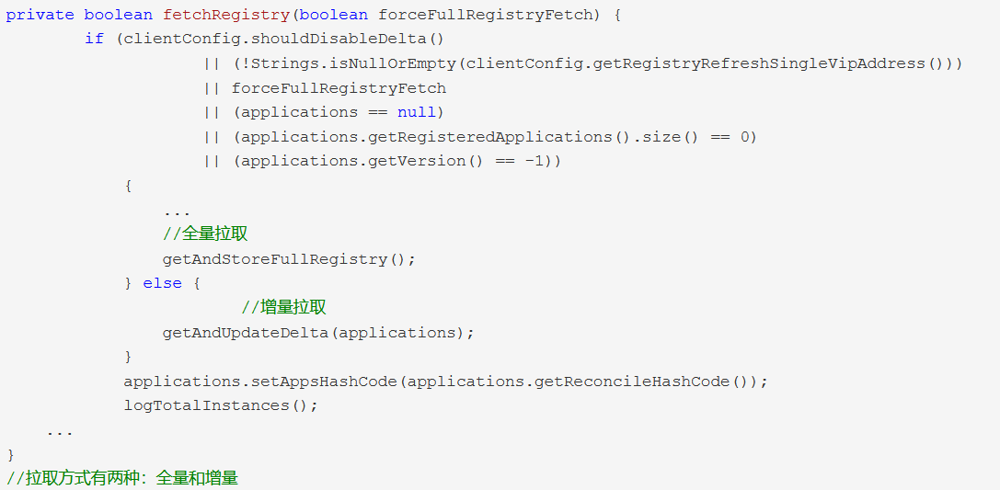 private boolean fetchRegistry(boolean forceFullRegistryFetch) {
if (clientConfig.shouldDisableDelta()
|| (!Strings.isNullOrEmpty(clientConfig.getRegistryRefreshSingleVipAddress()))
|| forceFullRegistryFetch
|| (applications == null)
|| (applications.getRegisteredApplications().size() == 0)
|| (applications.getVersion() == -1))
{
...
//全量拉取
getAndStoreFullRegistry();
} else {
//增量拉取
getAndUpdateDelta(applications);
}
applications.setAppsHashCode(applications.getReconcileHashCode());
logTotalInstances();
...
}
//拉取方式有两种：全量和增量